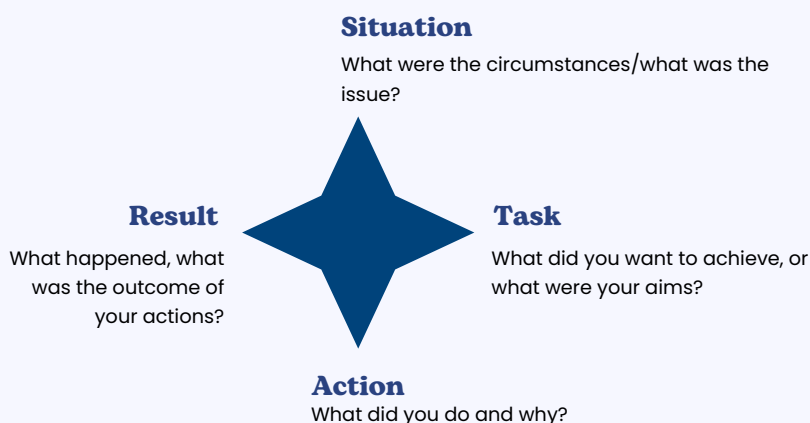 Situation
What were the circumstances/what was the
issue?
Task
What did you want to achieve, or
what were your aims?
Action
What did you do and why?
Result
What happened, what
was the outcome of
your actions?